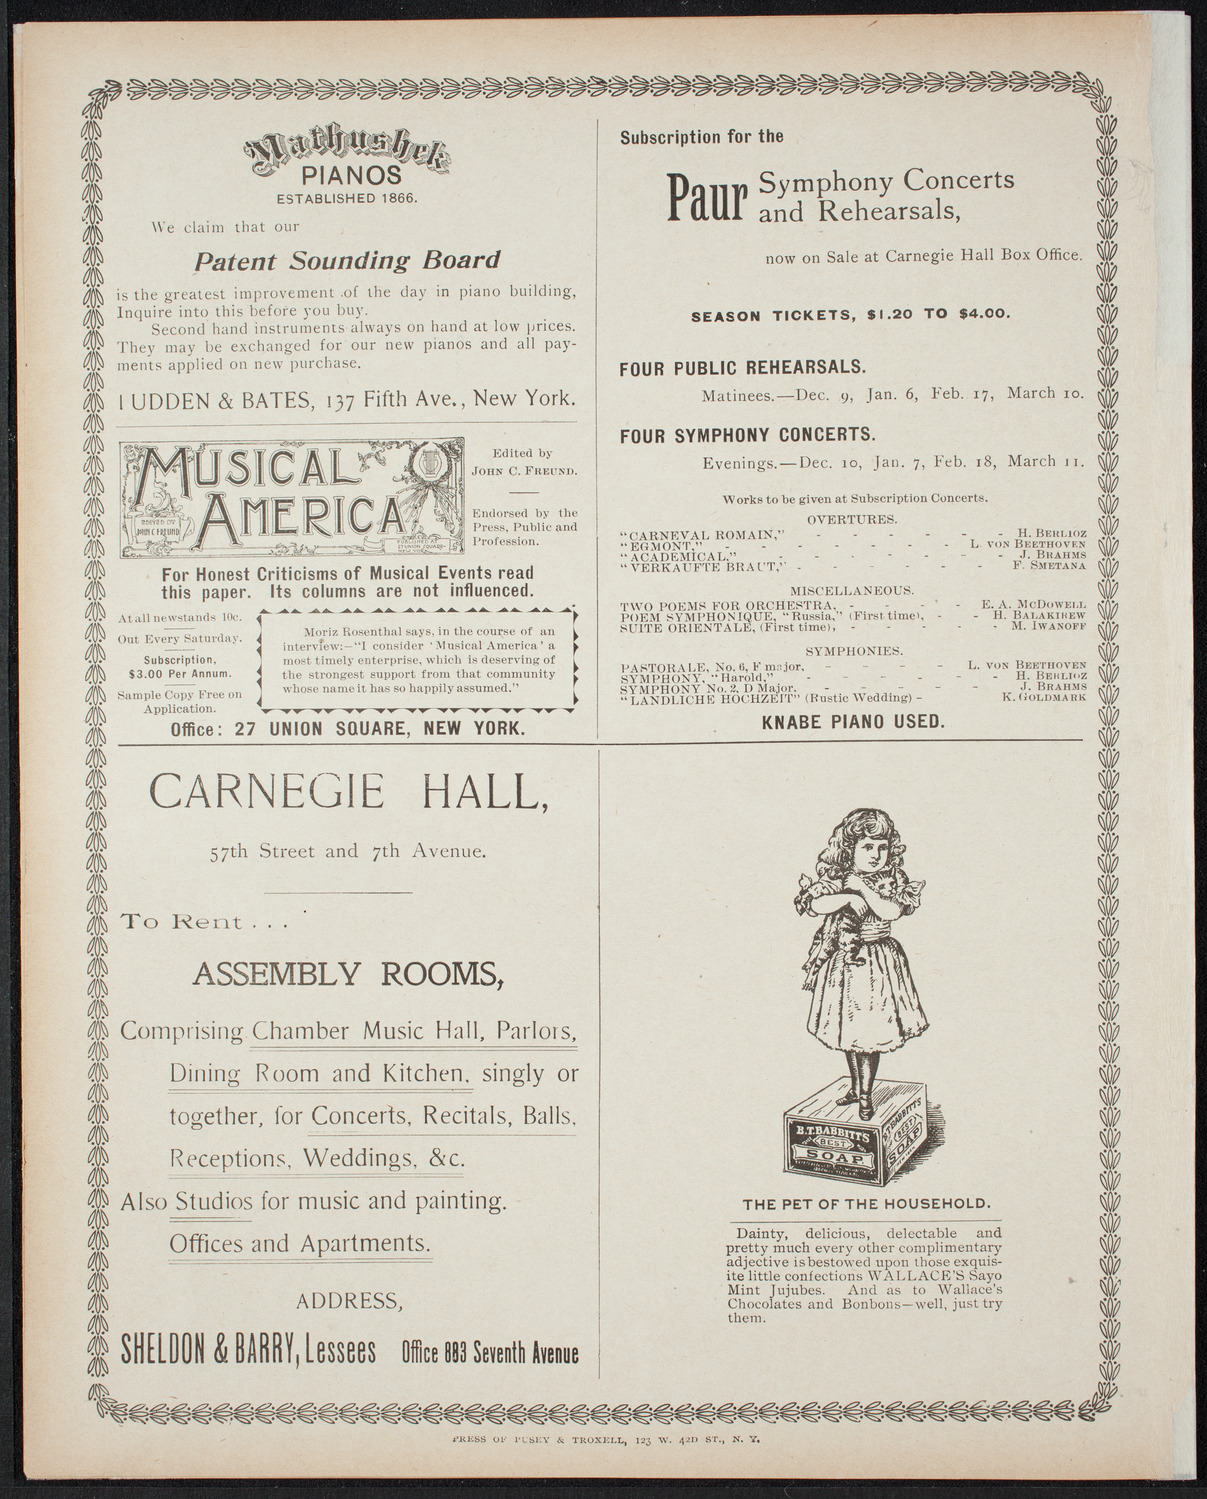 Mathushek
PIANOS
ESTABLISHED 1866.
We claim that our
Patent Sounding Board
is the greatest improvement .of the day in piano building,
Inquire into this before you buy.
Second hand instruments always on hand at low prices.
They may be exchanged for our new pianos and all pay-
ments applied on new purchase.
LUDDEN & BATES, 137 Fifth Ave., New York.
MUSICAL
AMERICA
EDITED BY
JOHN C FREUND
PUBLISHED AT
Edited by
JOHN C. FREUND.
Endorsed by the
Press, Public and
Profession.
For Honest Criticisms of Musical Events read
this paper. Its columns are not influenced.
At all newstands 10c.
Out Every Saturday.
Subscription,
$3.00 Per Annum.
Sample Copy Free on
Application.
Moriz Rosenthal says, in the course of an
interview:—"I consider 'Musical America' a
most timely enterprise, which is deserving of
the strongest support from that community
whose name it has so happily assumed."
Office: 27 UNION SQUARE, NEW YORK.
Subscription for the
Paur Symphony Concerts
and Rehearsals,
now on Sale at Carnegie Hall Box Office.
SEASON TICKETS, $1.20 TO $4.00.
FOUR PUBLIC REHEARSALS.
Matinees.—Dec. 9, Jan. 6, Feb. 17, March 10.
FOUR SYMPHONY CONCERTS.
Evenings.—Dec. 10, Jan. 7, Feb. 18, March 11.
Works to be given at Subscription Concerts.
OVERTURES.
"CARNEVAL ROMAIN," - - - - - - - H. BERLIOZ
"EGMONT," - - - - - - - L. VON BEETHOVEN
"ACADEMICAL," - - - - - - - - J. BRAHMS
"VERKAUFTE BRAUT," - - - - - - F. SMETANA
MISCELLANEOUS.
TWO POEMS FOR ORCHESTRA, - - - - E. A. MCDOWELL
POEM SYMPHONIQUE, "Russia," (First time), - - H. BALAKIREW
SUITE ORIENTALE, (First time), - - - - - M. IWANOFF
SYMPHONIES.
PASTORALE, No. 6, F major, - - - - L. VON BEETHOVEN
SYMPHONY, "Harold," - - - - - - H. BERLIOZ
SYMPHONY No. 2, D Major. - - - - - J. BRAHMS
"LANDLICHE HOCHZEIT" (Rustic Wedding) - K. GOLDMARK
KNABE PIANO USED.
CARNEGIE HALL,
57th Street and 7th Avenue.
To Rent . . .
ASSEMBLY ROOMS,
Comprising Chamber Music Hall, Parlors,
Dining Room and Kitchen, singly or
together, for Concerts, Recitals, Balls,
Receptions, Weddings, &c.
Also Studios for music and painting.
Offices and Apartments.
ADDRESS,
SHELDON & BARRY, Lessees Office 883 Seventh Avenue
B.T. BABBITT'S
BEST
SOAP
B.T. BABBITT'S
BEST
SOAP
THE PET OF THE HOUSEHOLD.
Dainty, delicious, delectable and
pretty much every other complimentary
adjective is bestowed upon those exquis-
ite little confections WALLACE'S Sayo
Mint Jujubes. And as to Wallace's
Chocolates and Bonbons—well, just try
them.
PRESS OF PUSEY & TROXELL, 123 W. 42D ST., N. Y.